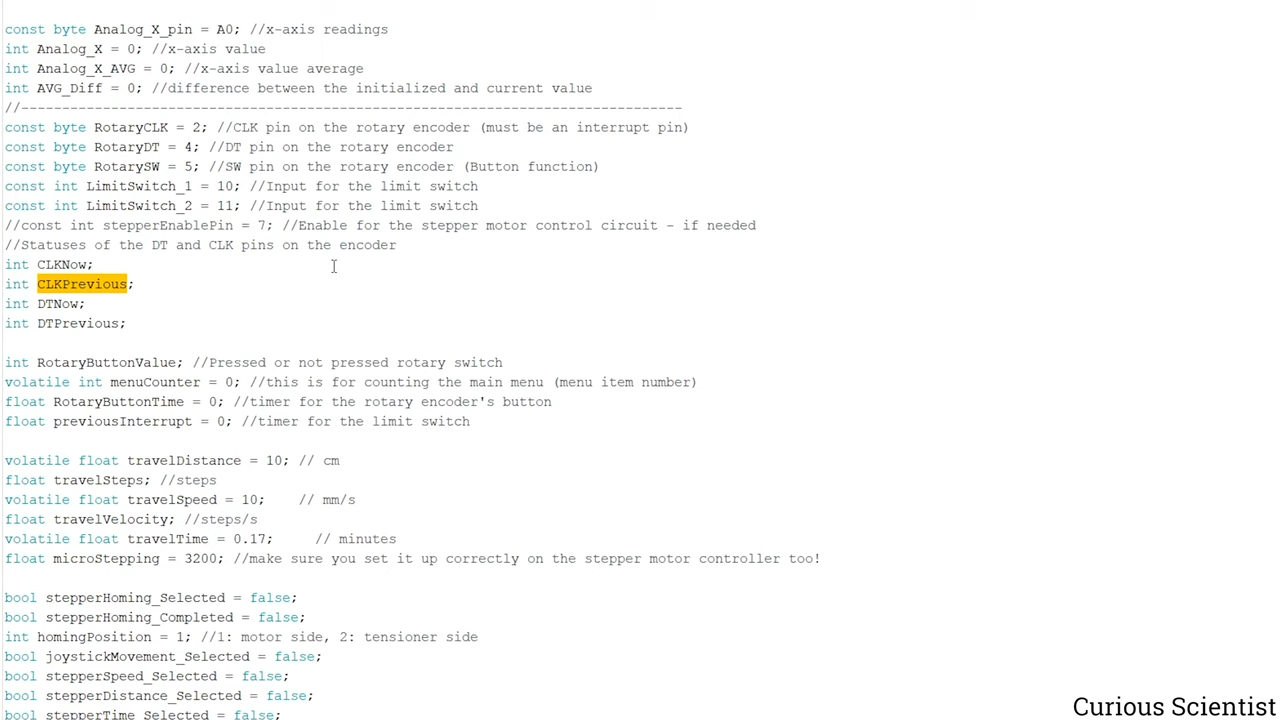 const byte Analog_X_pin = A0; //x-axis readings
int Analog_X = 0; //x-axis value
int Analog_X_AVG = 0; //x-axis value average
int AVG_Diff = 0; //difference between the initialized and current value
//---------------------------------------------------------------------------------
const byte RotaryCLK = 2; //CLK pin on the rotary encoder (must be an interrupt pin)
const byte RotaryDT = 4; //DT pin on the rotary encoder
const byte RotarySW = 5; //SW pin on the rotary encoder (Button function)
const int LimitSwitch_1 = 10; //Input for the limit switch
const int LimitSwitch_2 = 11; //Input for the limit switch
//const int stepperEnablePin = 7; //Enable for the stepper motor control circuit - if needed
//Statuses of the DT and CLK pins on the encoder
int CLKNow;
int CLKPrevious;
int DTNow;
int DTPrevious;
int RotaryButtonValue; //Pressed or not pressed rotary switch
volatile int menuCounter = 0; //this is for counting the main menu (menu item number)
float RotaryButtonTime = 0; //timer for the rotary encoder's button
float previousInterrupt = 0; //timer for the limit switch
volatile float travelDistance = 10; // cm
float travelSteps; //steps
volatile float travelSpeed = 10;    // mm/s
float travelVelocity; //steps/s
volatile float travelTime = 0.17;     // minutes
float microStepping = 3200; //make sure you set it up correctly on the stepper motor controller too!
bool stepperHoming_Selected = false;
bool stepperHoming_Completed = false;
int homingPosition = 1; //1: motor side, 2: tensioner side
bool joystickMovement_Selected = false;
bool stepperSpeed_Selected = false;
bool stepperDistance_Selected = false;
bool stepperTime_Selected = false;
Curious Scientist